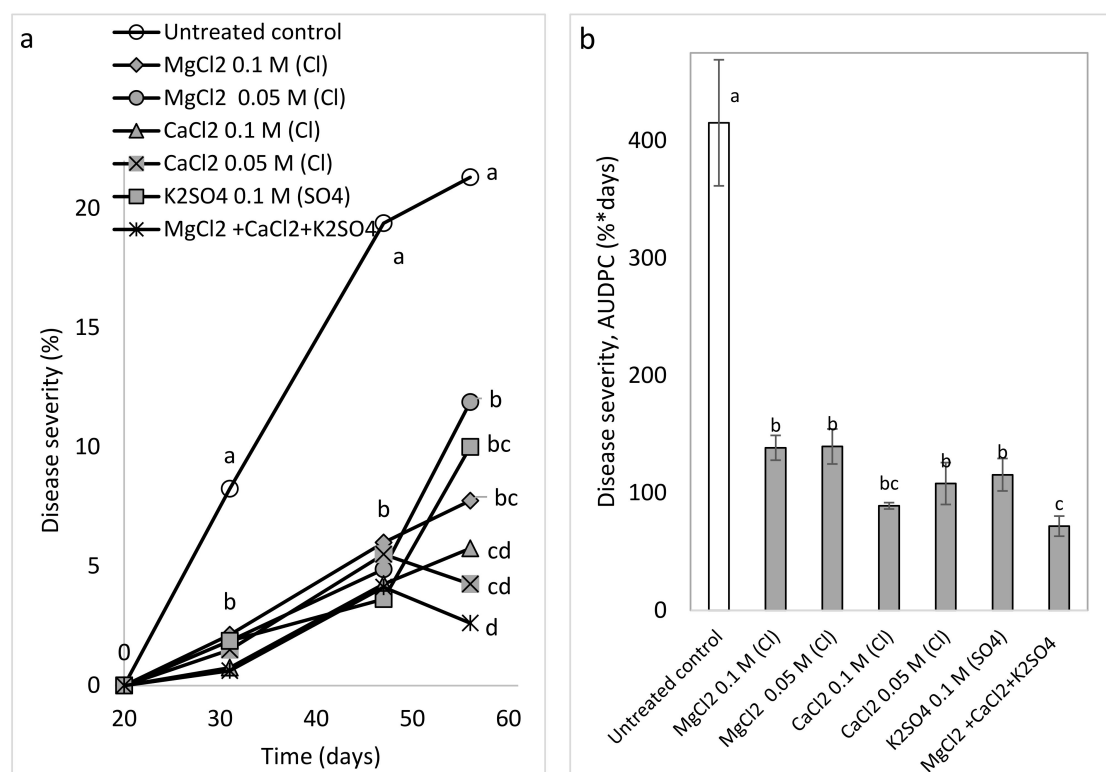 a
Untreated control
MgCl2 0.1 M (Cl)
MgCl2 0.05 M (Cl)
CaCl2 0.1 M (Cl)
CaCl2 0.05 M (Cl)
K2SO4 0.1 M (SO4)
MgCl2 +CaCl2+K2SO4
Disease severity (%)
20
15
10
5
0
0
a
b
a
b
a
b
bc
bc
cd
cd
d
20 30 40 50 60
Time (days)
b
Disease severity, AUDPC (%*days)
400
300
200
100
0
a
b
b
bc
b
b
c
Untreated control
MgCl2 0.1 M (Cl)
MgCl2 0.05 M (Cl)
CaCl2 0.1 M (Cl)
CaCl2 0.05 M (Cl)
K2SO4 0.1 M (SO4)
MgCl2 +CaCl2+K2SO4